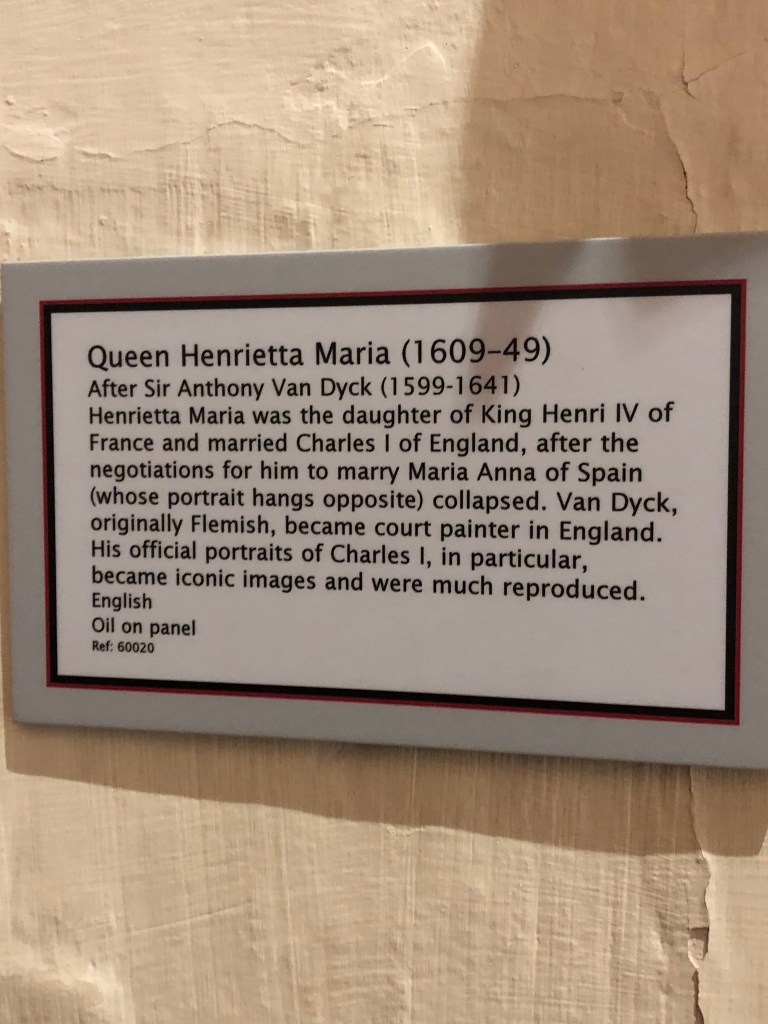 Queen Henrietta Maria (1609–49)
After Sir Anthony Van Dyck (1599-1641)
Henrietta Maria was the daughter of King Henri IV of
France and married Charles I of England, after the
negotiations for him to marry Maria Anna of Spain
(whose portrait hangs opposite) collapsed. Van Dyck,
originally Flemish, became court painter in England.
His official portraits of Charles I, in particular,
became iconic images and were much reproduced.
English
Oil on panel
Ref: 60020